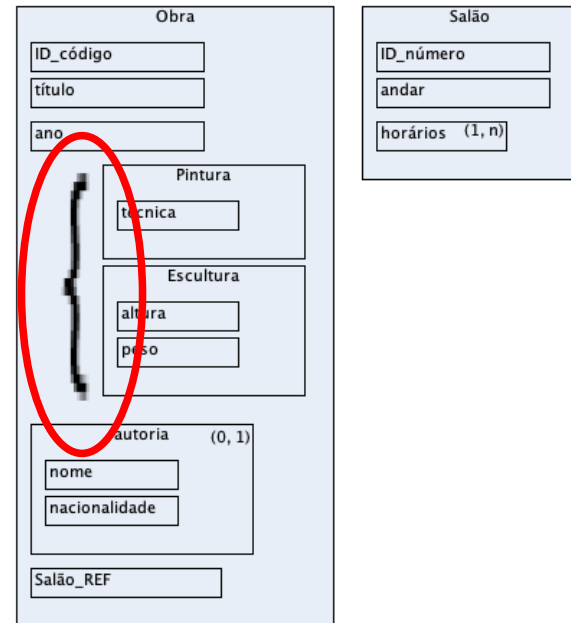 Obra
ID_código
título
ano
Pintura
técnica
Escultura
altura
peso
autoria (0, 1)
nome
nacionalidade
Salão_REF
Salão
ID_número
andar
horários (1, n)